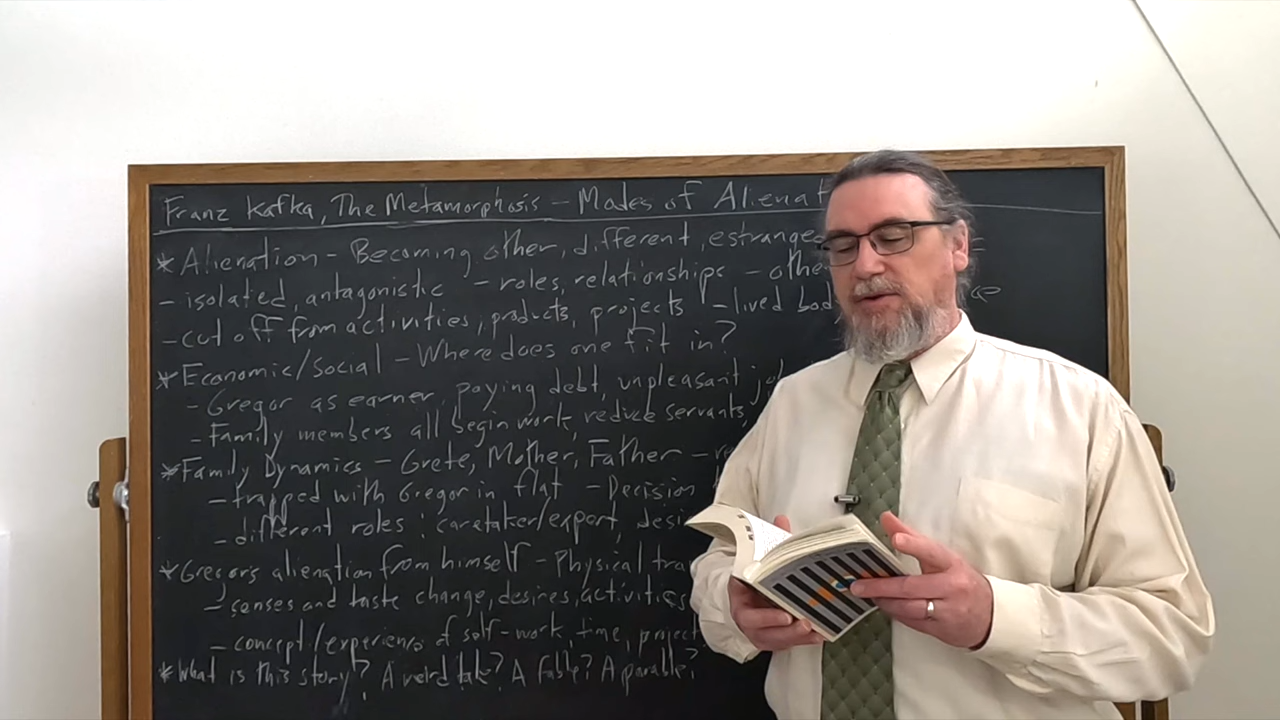 Franz Kafka, The Metamorphosis – Modes of Alienat
* Alienation – Becoming other, different, estrange
– isolated, antagonistic – roles, relationships – othe
– cut off from activities, products, projects – lived bod
* Economic/Social – Where does one fit in?
– Gregor as earner, paying debt, unpleasant jo
– Family members all begin work, reduce servants,
* Family Dynamics – Grete, Mother, Father – re
– trapped with Gregor in flat – Decision
– different roles: caretaker/expert, desi
* Gregor's alienation from himself – Physical tra
– senses and taste change, desires, activities
– concept/experience of self – work, time, project
* What is this story? A weird tale? A fable? A parable?